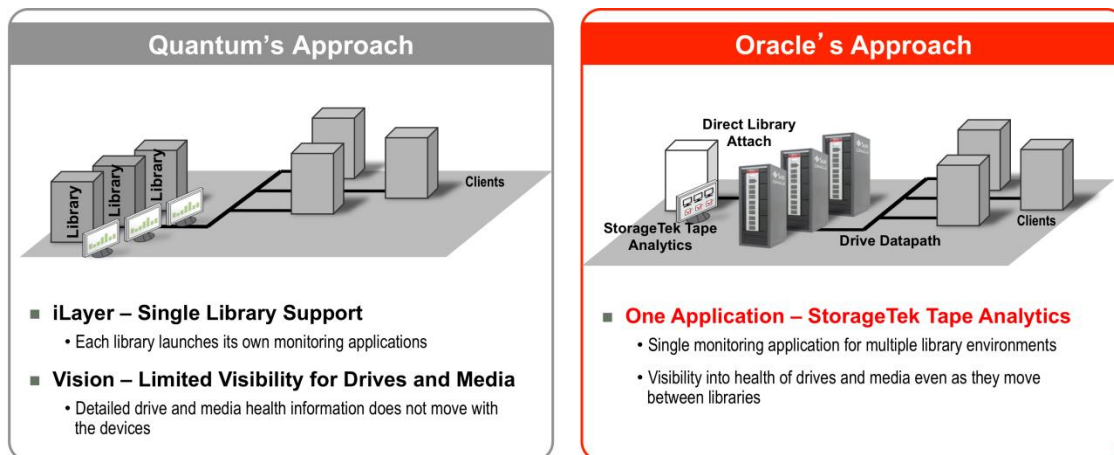 Quantum's Approach
Library
Library
Library
Clients
iLayer – Single Library Support
• Each library launches its own monitoring applications
Vision – Limited Visibility for Drives and Media
• Detailed drive and media health information does not move with
the devices
Oracle's Approach
Direct Library
Attach
StorageTek Tape
Analytics
Drive Datapath
Clients
One Application – StorageTek Tape Analytics
• Single monitoring application for multiple library environments
• Visibility into health of drives and media even as they move
between libraries